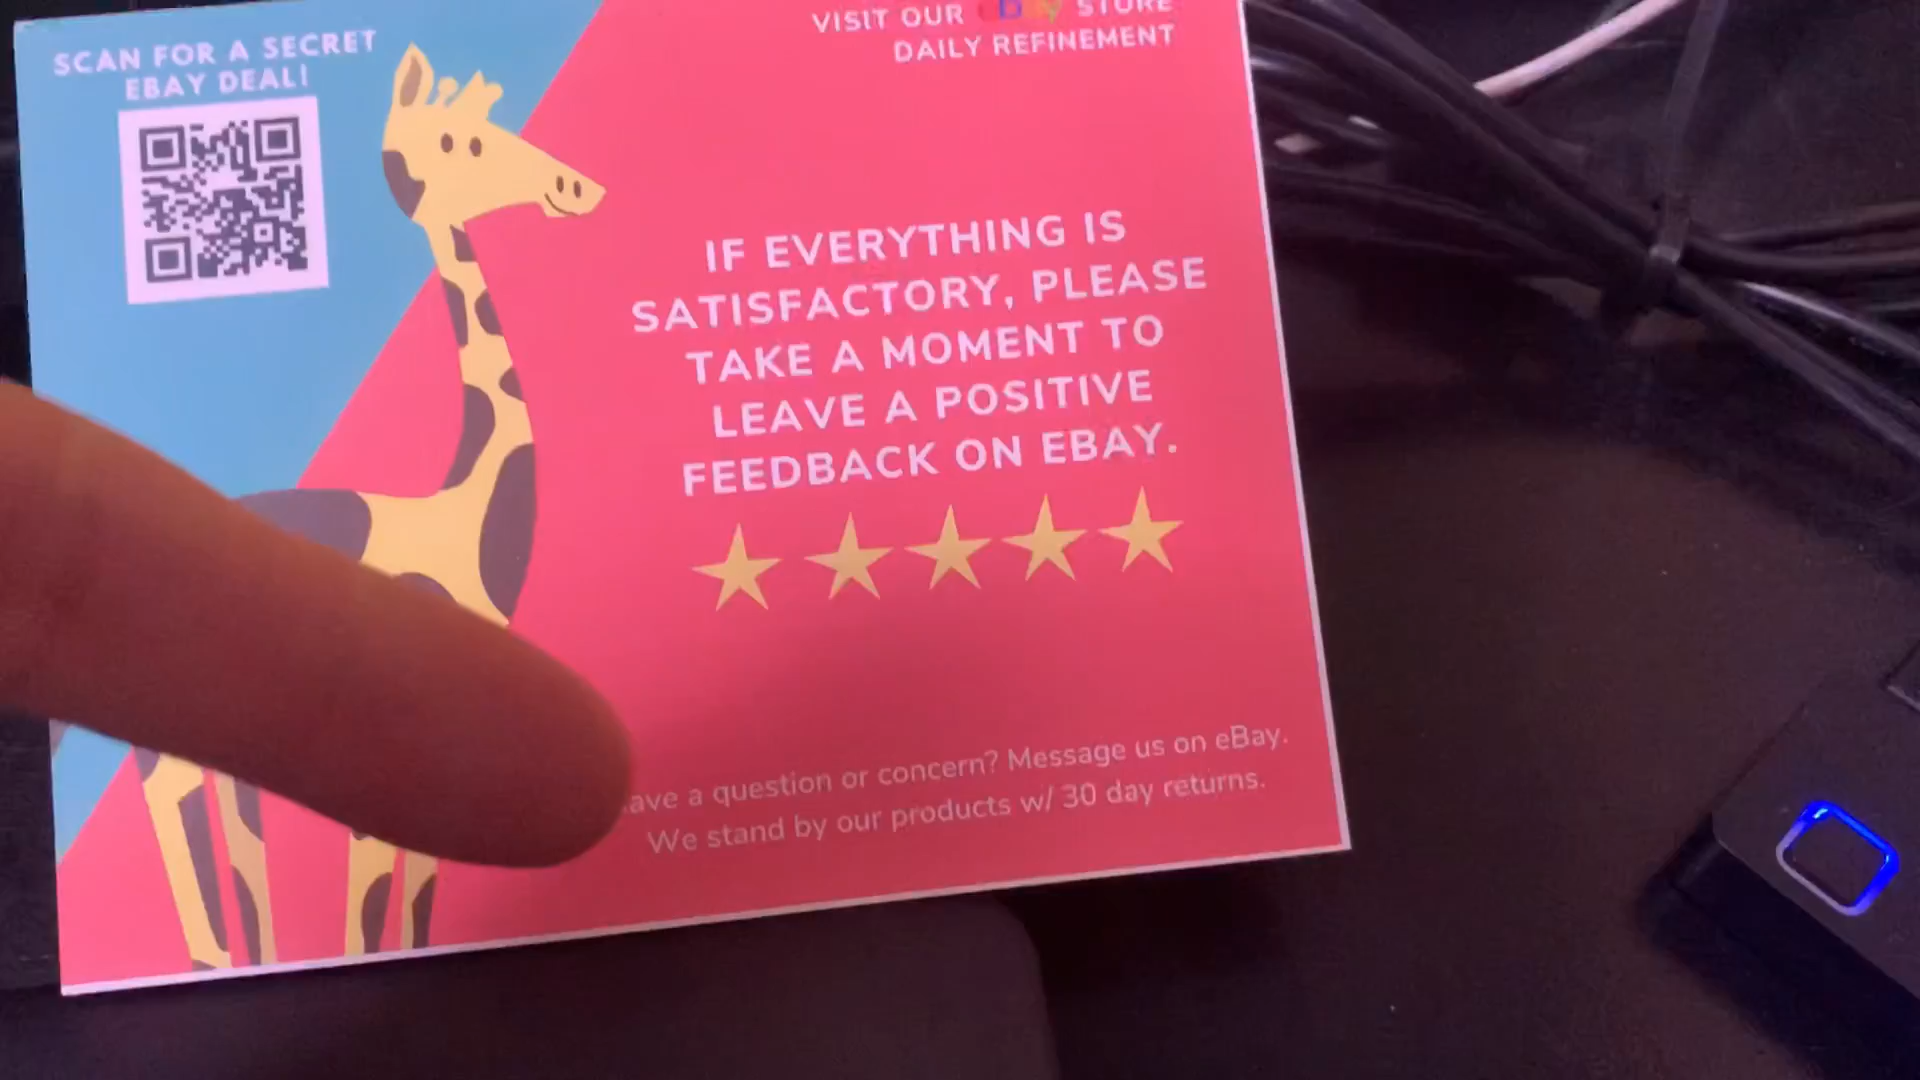 SCAN FOR A SECRET
EBAY DEAL!
VISIT OUR ebay STORE
DAILY REFINEMENT
IF EVERYTHING IS
SATISFACTORY, PLEASE
TAKE A MOMENT TO
LEAVE A POSITIVE
FEEDBACK ON EBAY.
ave a question or concern? Message us on eBay.
We stand by our products w/ 30 day returns.